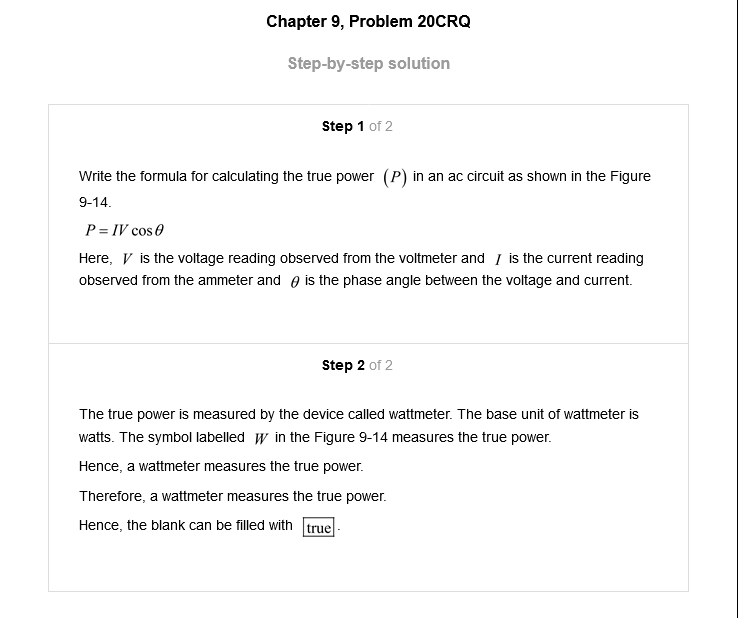 Chapter 9, Problem 20CRQ
Step-by-step solution
Step 1 of 2
Write the formula for calculating the true power (P) in an ac circuit as shown in the Figure
9-14.
P = IV cos θ
Here, V is the voltage reading observed from the voltmeter and I is the current reading
observed from the ammeter and θ is the phase angle between the voltage and current.
Step 2 of 2
The true power is measured by the device called wattmeter. The base unit of wattmeter is
watts. The symbol labelled W in the Figure 9-14 measures the true power.
Hence, a wattmeter measures the true power.
Therefore, a wattmeter measures the true power.
Hence, the blank can be filled with true.